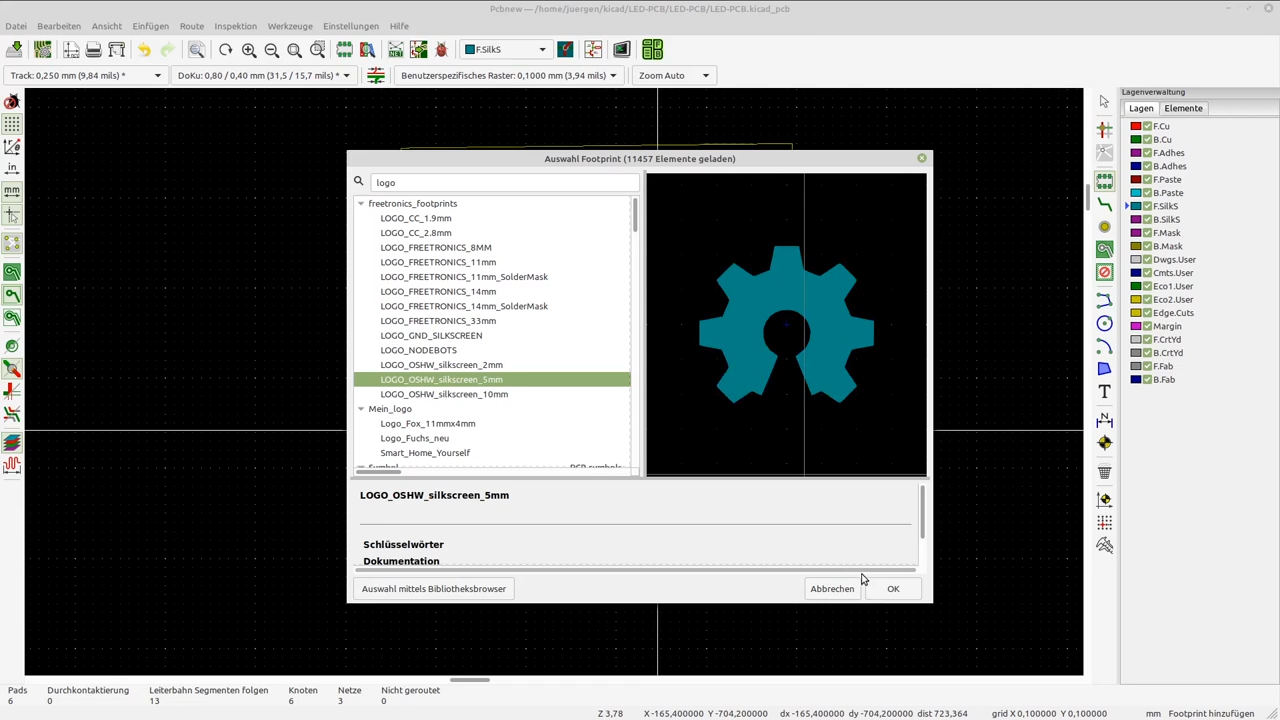 Pcbnew — /home/juergen/kicad/LED-PCB/LED-PCB/LED-PCB.kicad_pcb
Datei Bearbeiten Ansicht Einfügen Route Inspektion Werkzeuge Einstellungen Hilfe
F.SilkS
Track: 0,250 mm (9,84 mils) * DoKu: 0,80 / 0,40 mm (31,5 / 15,7 mils) * Benutzerspezifisches Raster: 0,1000 mm (3,94 mils) Zoom Auto
Lagenverwaltung
Lagen Elemente
F.Cu
B.Cu
F.Adhes
B.Adhes
F.Paste
B.Paste
F.SilkS
B.SilkS
F.Mask
B.Mask
Dwgs.User
Cmts.User
Eco1.User
Eco2.User
Edge.Cuts
Margin
F.CrtYd
B.CrtYd
F.Fab
B.Fab
in
mm
NET
Auswahl Footprint (11457 Elemente geladen)
logo
freetronics_footprints
LOGO_CC_1.9mm
LOGO_CC_2.8mm
LOGO_FREETRONICS_8MM
LOGO_FREETRONICS_11mm
LOGO_FREETRONICS_11mm_SolderMask
LOGO_FREETRONICS_14mm
LOGO_FREETRONICS_14mm_SolderMask
LOGO_FREETRONICS_33mm
LOGO_GND_SILKSCREEN
LOGO_NODEBOTS
LOGO_OSHW_silkscreen_2mm
LOGO_OSHW_silkscreen_5mm
LOGO_OSHW_silkscreen_10mm
Mein_logo
Logo_Fox_11mmx4mm
Logo_Fuchs_neu
Smart_Home_Yourself
Symbol PCB symbols
LOGO_OSHW_silkscreen_5mm
Schlüsselwörter
Dokumentation
Auswahl mittels Bibliotheksbrowser Abbrechen OK
Pads Durchkontaktierung Leiterbahn Segmenten folgen Knoten Netze Nicht geroutet
6 0 13 6 3 0
Z 3,78 X -165,400000 Y -704,200000 dx -165,400000 dy -704,200000 dist 723,364 grid X 0,100000 Y 0,100000 mm Footprint hinzufügen